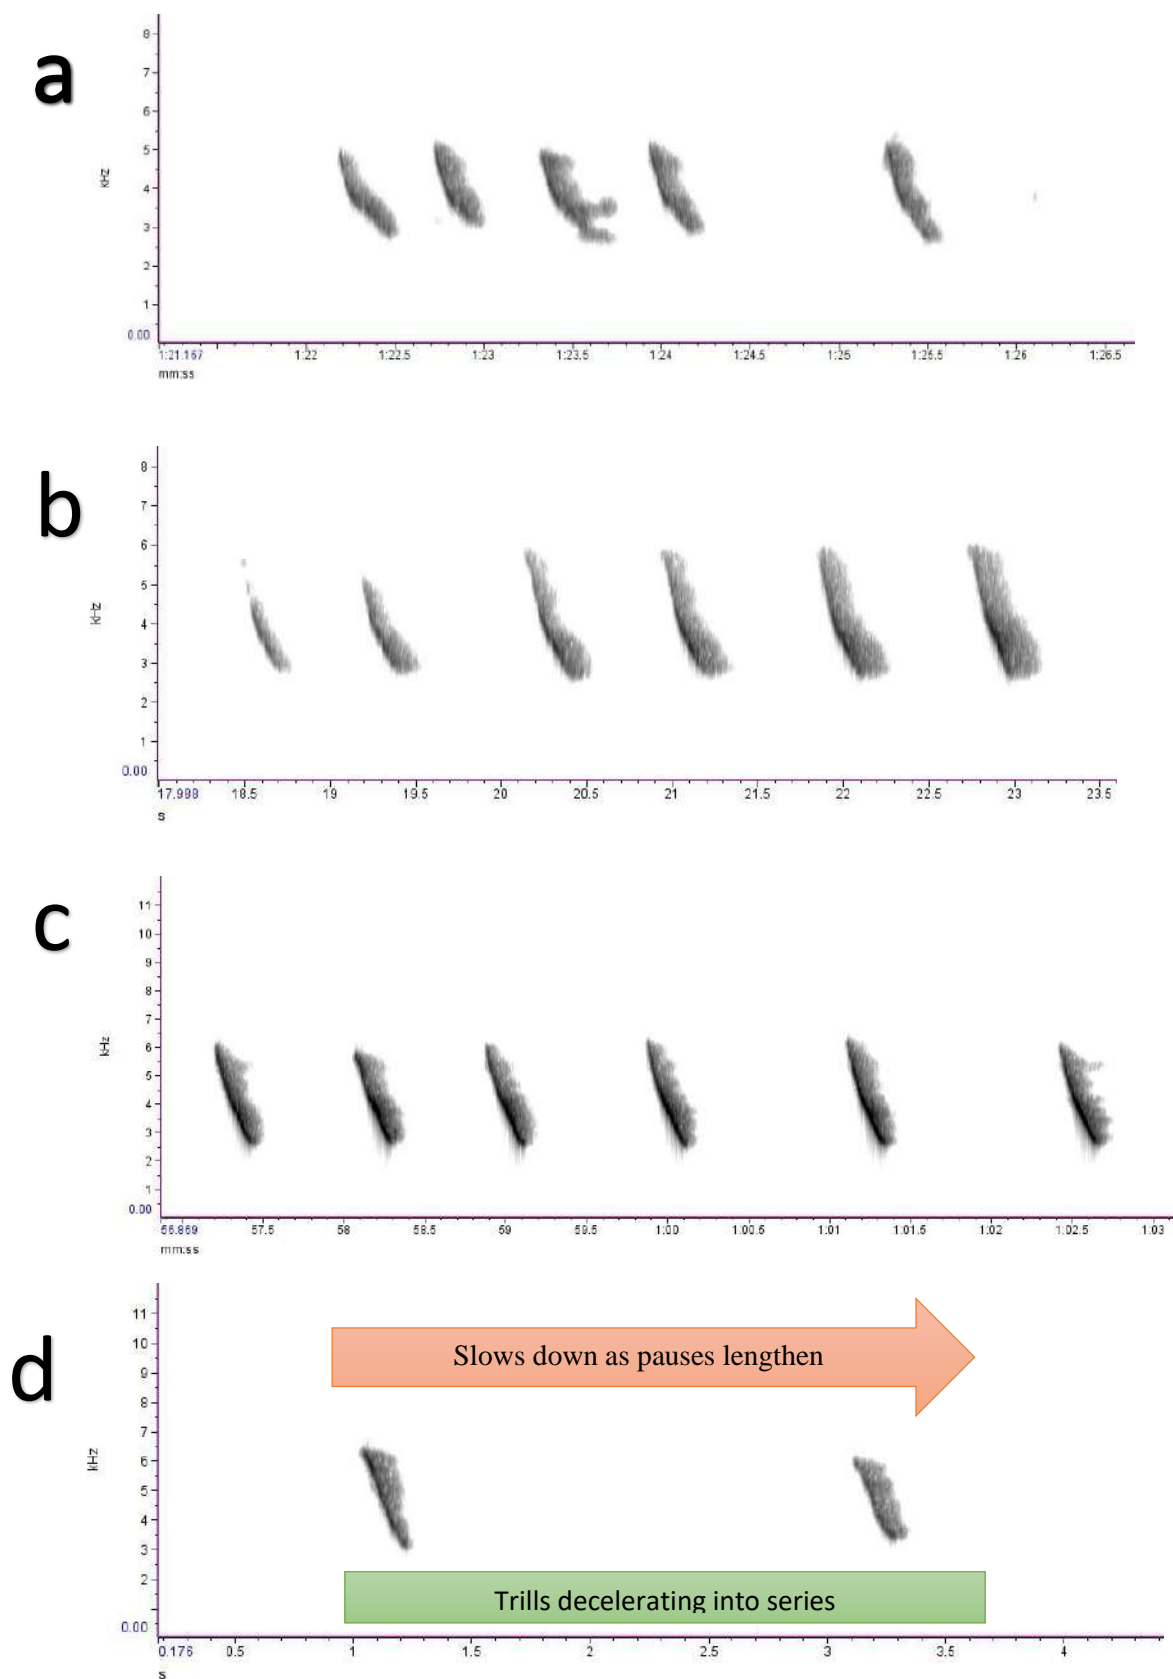 a
8
7
6
5
4
3
2
1
0.00
kHz
1:21.167 1:22 1:22.5 1:23 1:23.5 1:24 1:24.5 1:25 1:25.5 1:26 1:26.5
mm:ss
b
8
7
6
5
4
3
2
1
0.00
kHz
17.998 18.5 19 19.5 20 20.5 21 21.5 22 22.5 23 23.5
s
c
11
10
9
8
7
6
5
4
3
2
1
0.00
kHz
56.869 57.5 58 58.5 59 59.5 1:00 1:00.5 1:01 1:01.5 1:02 1:02.5 1:03
mm:ss
d
11
10
9
8
7
6
5
4
3
2
0.00
kHz
Slows down as pauses lengthen
Trills decelerating into series
0.176 0.5 1 1.5 2 2.5 3 3.5 4
s